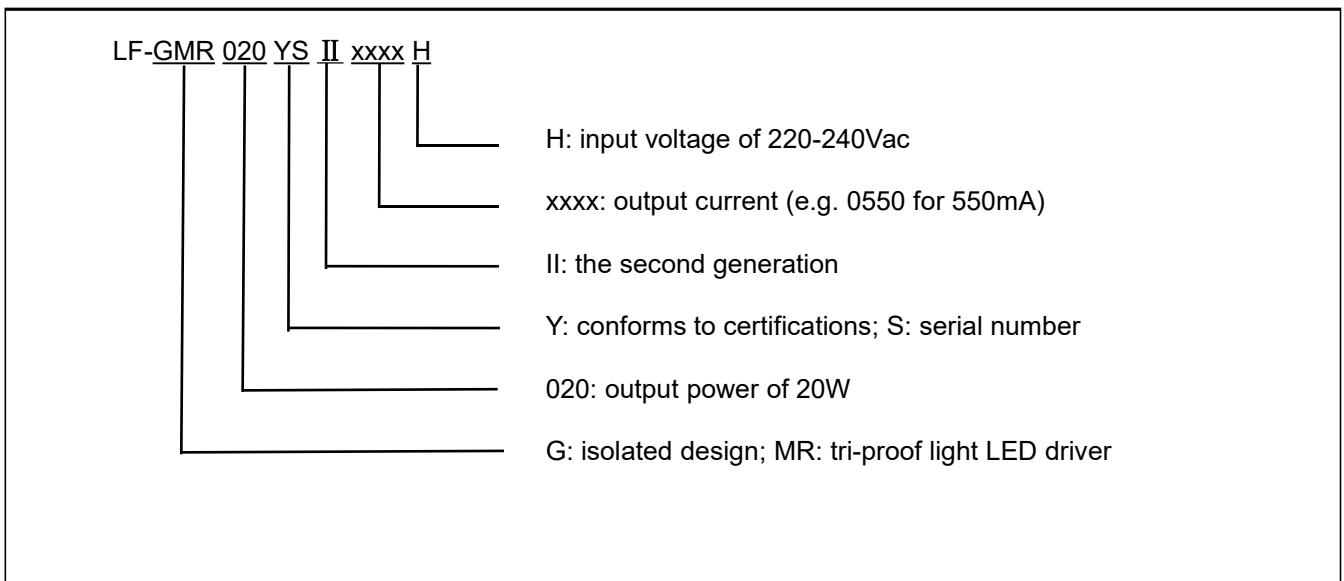 LF-GMR 020 YS II xxxx H
H: input voltage of 220-240Vac
xxxx: output current (e.g. 0550 for 550mA)
II: the second generation
Y: conforms to certifications; S: serial number
020: output power of 20W
G: isolated design; MR: tri-proof light LED driver